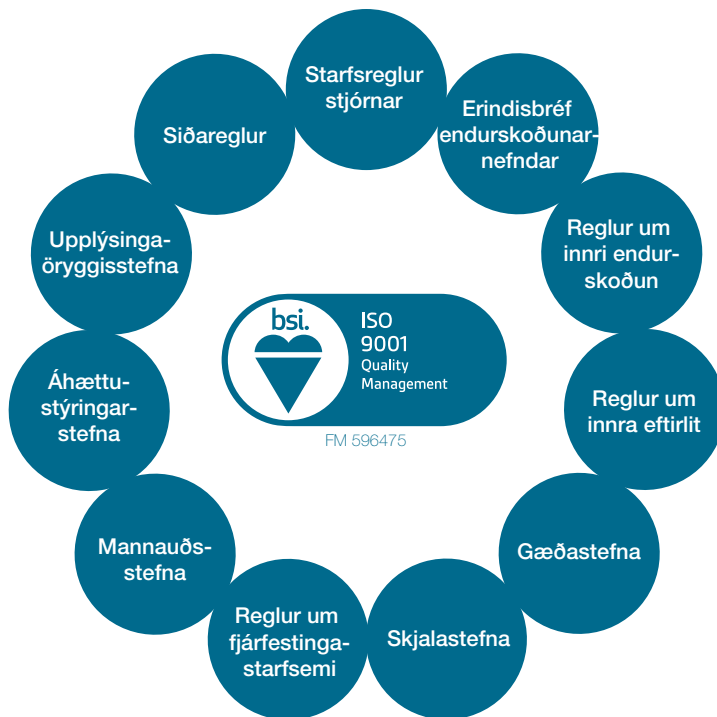 Starfsreglur
stjórnar
Erindisbréf
endurskoðunar-
nefndar
Reglur um
innri endur-
skoðun
Reglur um
innra eftirlit
Gæðastefna
Skjalastefna
Reglur um
fjárfestinga-
starfsemi
Mannauðs-
stefna
Áhættu-
stýringar-
stefna
Upplýsinga-
öryggisstefna
Siðareglur
bsi.
ISO
9001
Quality
Management
FM 596475